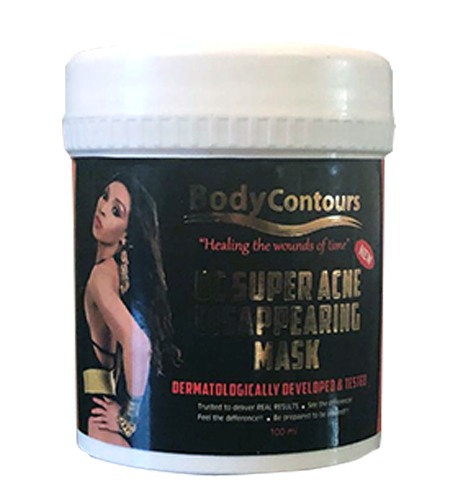 BodyContours
"Healing the wounds of time"
NEW
SUPER ACNE
DISAPPEARING
MASK
DERMATOLOGICALLY DEVELOPED & TESTED
Trusted to deliver REAL RESULTS • See the difference!
Feel the difference!! • Be prepared to be
100 ml